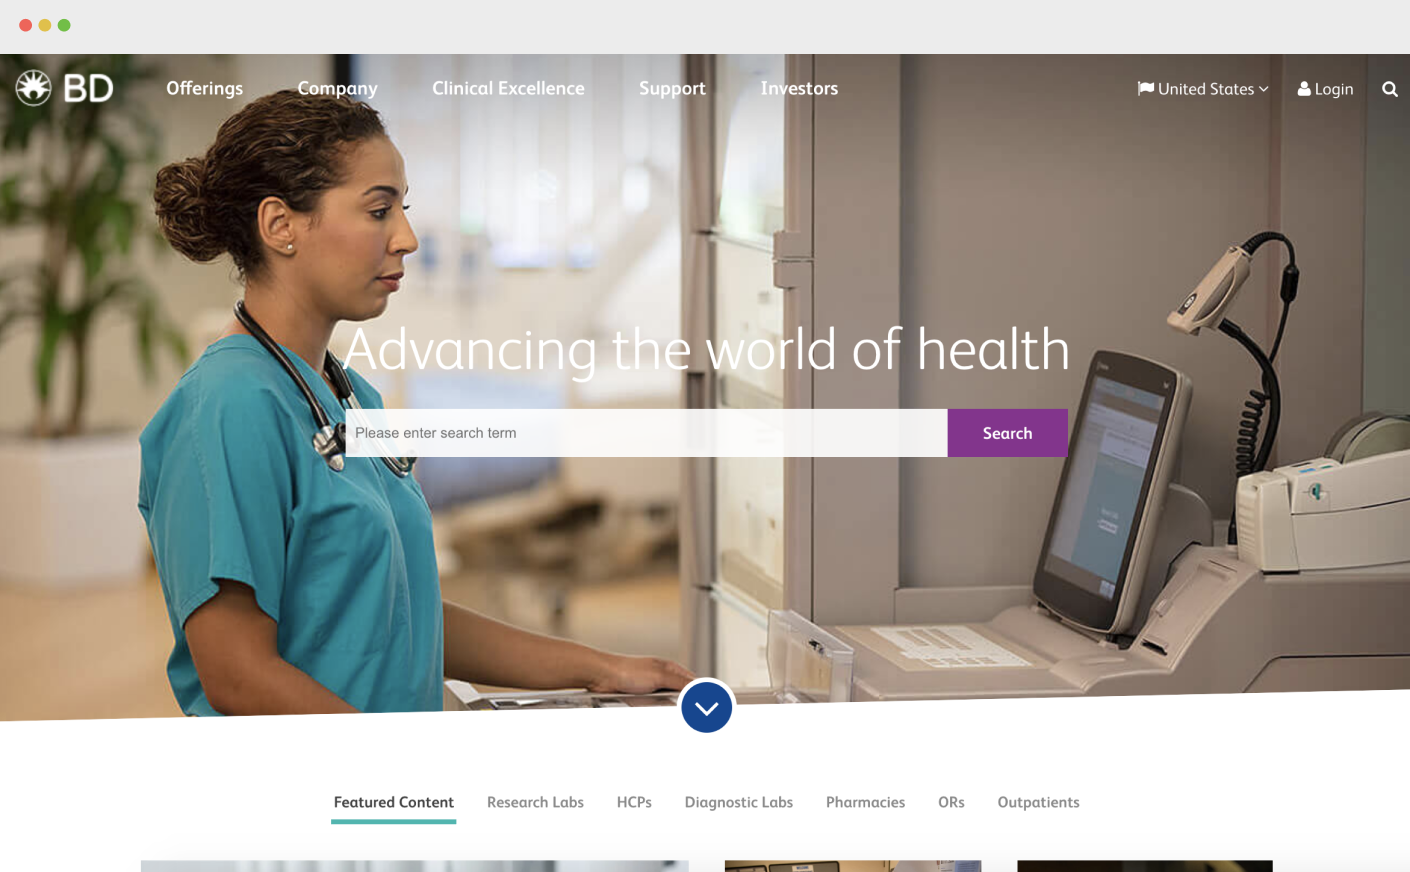 BD
Offerings
Company
Clinical Excellence
Support
Investors
United States
Login
Advancing the world of health
Please enter search term
Search
Featured Content
Research Labs
HCPs
Diagnostic Labs
Pharmacies
ORs
Outpatients